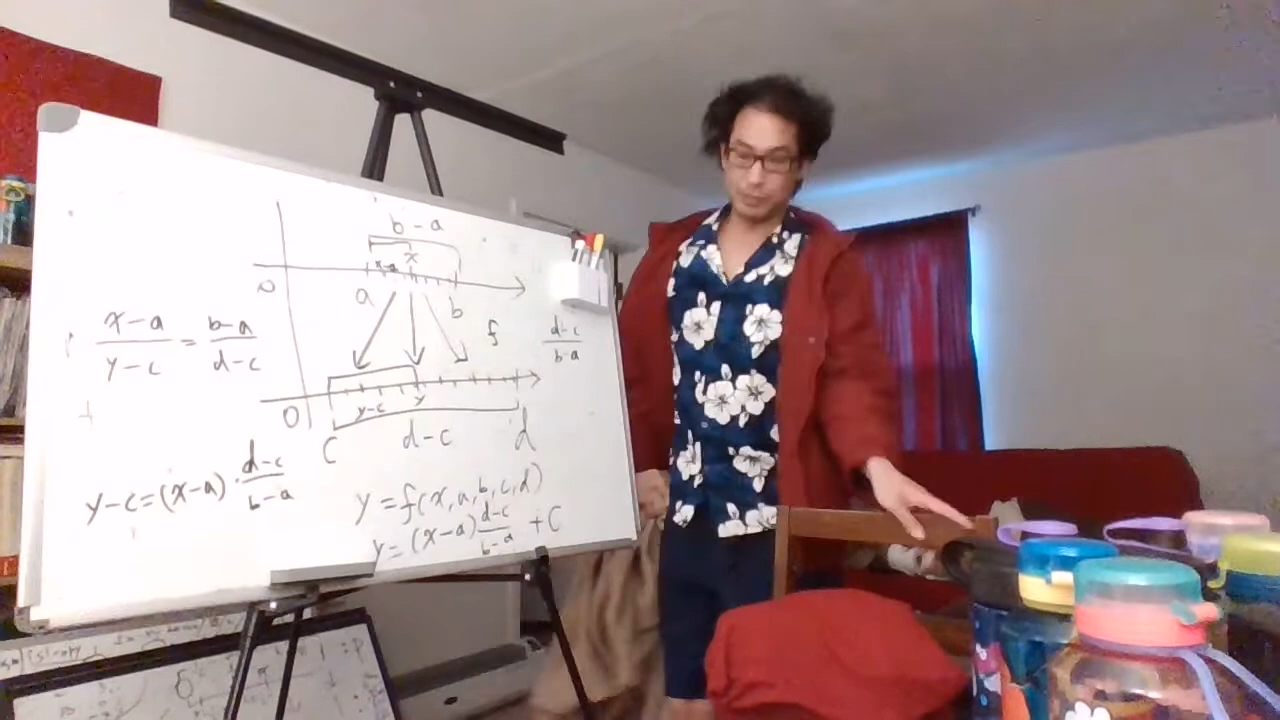 b-a
x
x-a
0
a
b
f
x-a/y-c = b-a/d-c
d-c/b-a
y-c
y
0
c
d-c
d
y-c=(x-a)·d-c/b-a
y=f(x,a,b,c,d)
y=(x-a)d-c/b-a +C